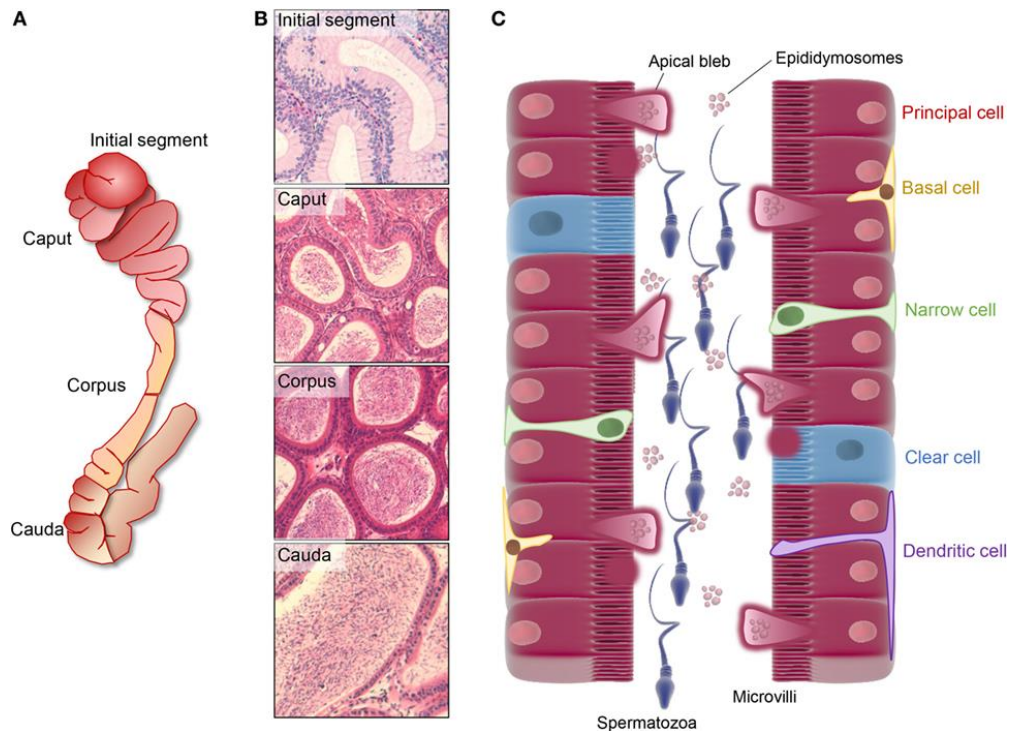 A
Initial segment
Caput
Corpus
Cauda
B
Initial segment
Caput
Corpus
Cauda
C
Apical bleb
Epididymosomes
Principal cell
Basal cell
Narrow cell
Clear cell
Dendritic cell
Microvilli
Spermatozoa